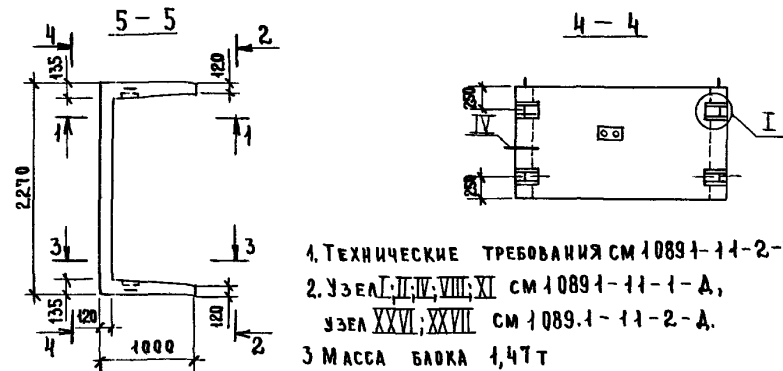 5 – 5
4 – 4
4
2
135
120
1
1
2270
3
3
135
120
120
4
1000
2
250
IV
I
250
1. ТЕХНИЧЕСКИЕ ТРЕБОВАНИЯ СМ 1089.1-11-2-
2. УЗЕЛ I; II; IV; VIII; XI СМ 1089.1-11-1-Д,
УЗЕЛ XXVI; XXVII СМ 1089.1-11-2-Д.
3 МАССА БЛОКА 1,47Т